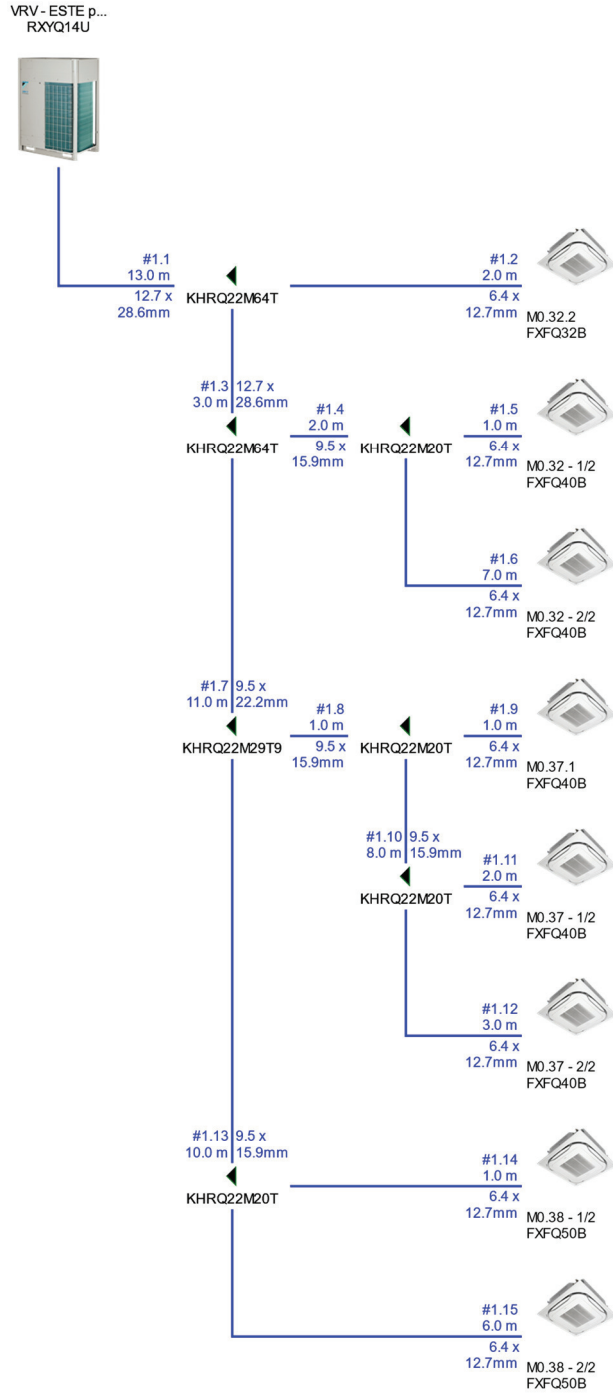 VRV - ESTE p...
RXYQ14U
#1.1
13.0 m
12.7 x
28.6mm
KHRQ22M64T
#1.2
2.0 m
6.4 x
12.7mm
M0.32.2
FXFQ32B
#1.3 12.7 x
3.0 m 28.6mm
KHRQ22M64T
#1.4
2.0 m
9.5 x
15.9mm
KHRQ22M20T
#1.5
1.0 m
6.4 x
12.7mm
M0.32 - 1/2
FXFQ40B
#1.6
7.0 m
6.4 x
12.7mm
M0.32 - 2/2
FXFQ40B
#1.7 9.5 x
11.0 m 22.2mm
KHRQ22M29T9
#1.8
1.0 m
9.5 x
15.9mm
KHRQ22M20T
#1.9
1.0 m
6.4 x
12.7mm
M0.37.1
FXFQ40B
#1.10 9.5 x
8.0 m 15.9mm
KHRQ22M20T
#1.11
2.0 m
6.4 x
12.7mm
M0.37 - 1/2
FXFQ40B
#1.12
3.0 m
6.4 x
12.7mm
M0.37 - 2/2
FXFQ40B
#1.13 9.5 x
10.0 m 15.9mm
KHRQ22M20T
#1.14
1.0 m
6.4 x
12.7mm
M0.38 - 1/2
FXFQ50B
#1.15
6.0 m
6.4 x
12.7mm
M0.38 - 2/2
FXFQ50B